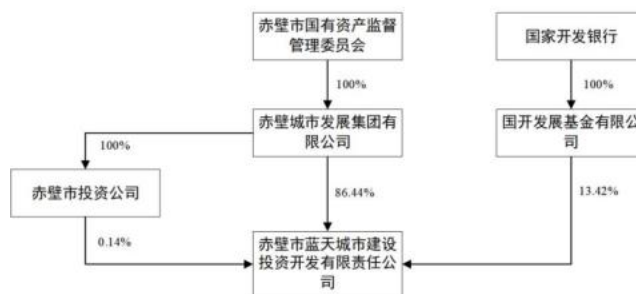 赤壁市国有资产监督
管理委员会
国家开发银行
100%
100%
赤壁城市发展集团有
限公司
国开发展基金有限公
司
100%
赤壁市投资公司
86.44%
13.42%
0.14%
赤壁市蓝天城市建设
投资开发有限责任公
司